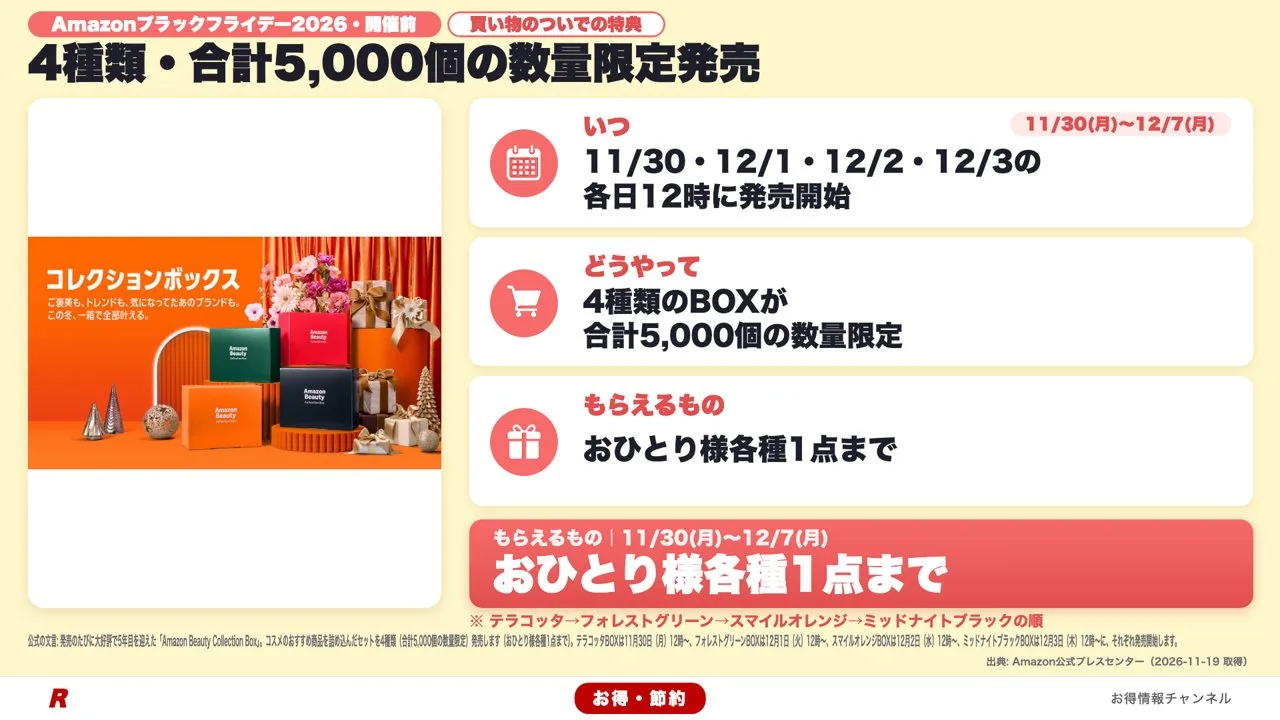 Amazonブラックフライデー2026・開催前
買い物のついでの特典
4種類・合計5,000個の数量限定発売
コレクションボックス
ご褒美も、トレンドも、気になってたあのブランドも。
この冬、一箱で全部叶える。
Amazon
Beauty
Amazon
Beauty
Amazon
Beauty
Amazon
Beauty
いつ
11/30(月)〜12/7(月)
11/30・12/1・12/2・12/3の
各日12時に発売開始
どうやって
4種類のBOXが
合計5,000個の数量限定
もらえるもの
おひとり様各種1点まで
もらえるもの｜11/30(月)〜12/7(月)
おひとり様各種1点まで
※ テラコッタ→フォレストグリーン→スマイルオレンジ→ミッドナイトブラックの順
公式の文言: 発売のたびに大好評で5年目を迎えた「Amazon Beauty Collection Box」。コスメのおすすめ商品を詰め込んだセットを4種類（合計5,000個の数量限定）発売します（おひとり様各種1点まで）。テラコッタBOXは11月30日（月）12時〜、フォレストグリーンBOXは12月1日（火）12時〜、スマイルオレンジBOXは12月2日（水）12時〜、ミッドナイトブラックBOXは12月3日（木）12時〜に、それぞれ発売開始します。
出典: Amazon公式プレスセンター（2026-11-19 取得）
R
お得・節約
お得情報チャンネル